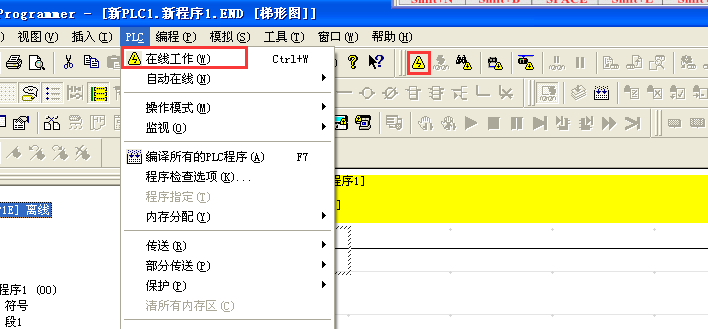 Programmer - [新PLC1.新程序1.END [梯形图]]
Shift+N Shift+B SPACE Shift+E Shift+L
视图(V) 插入(I) PLC 编程(P) 模拟(S) 工具(T) 窗口(W) 帮助(H)
在线工作(W) Ctrl+W
自动在线(N)
操作模式(M)
监视(O)
编译所有的PLC程序(A) F7
程序检查选项(K)...
程序指定(T)
内存分配(Y)
传送(R)
部分传送(P)
保护(P)
清所有内存区(C)
程序1]
]
1E] 离线
程序1 (00)
符号
段1